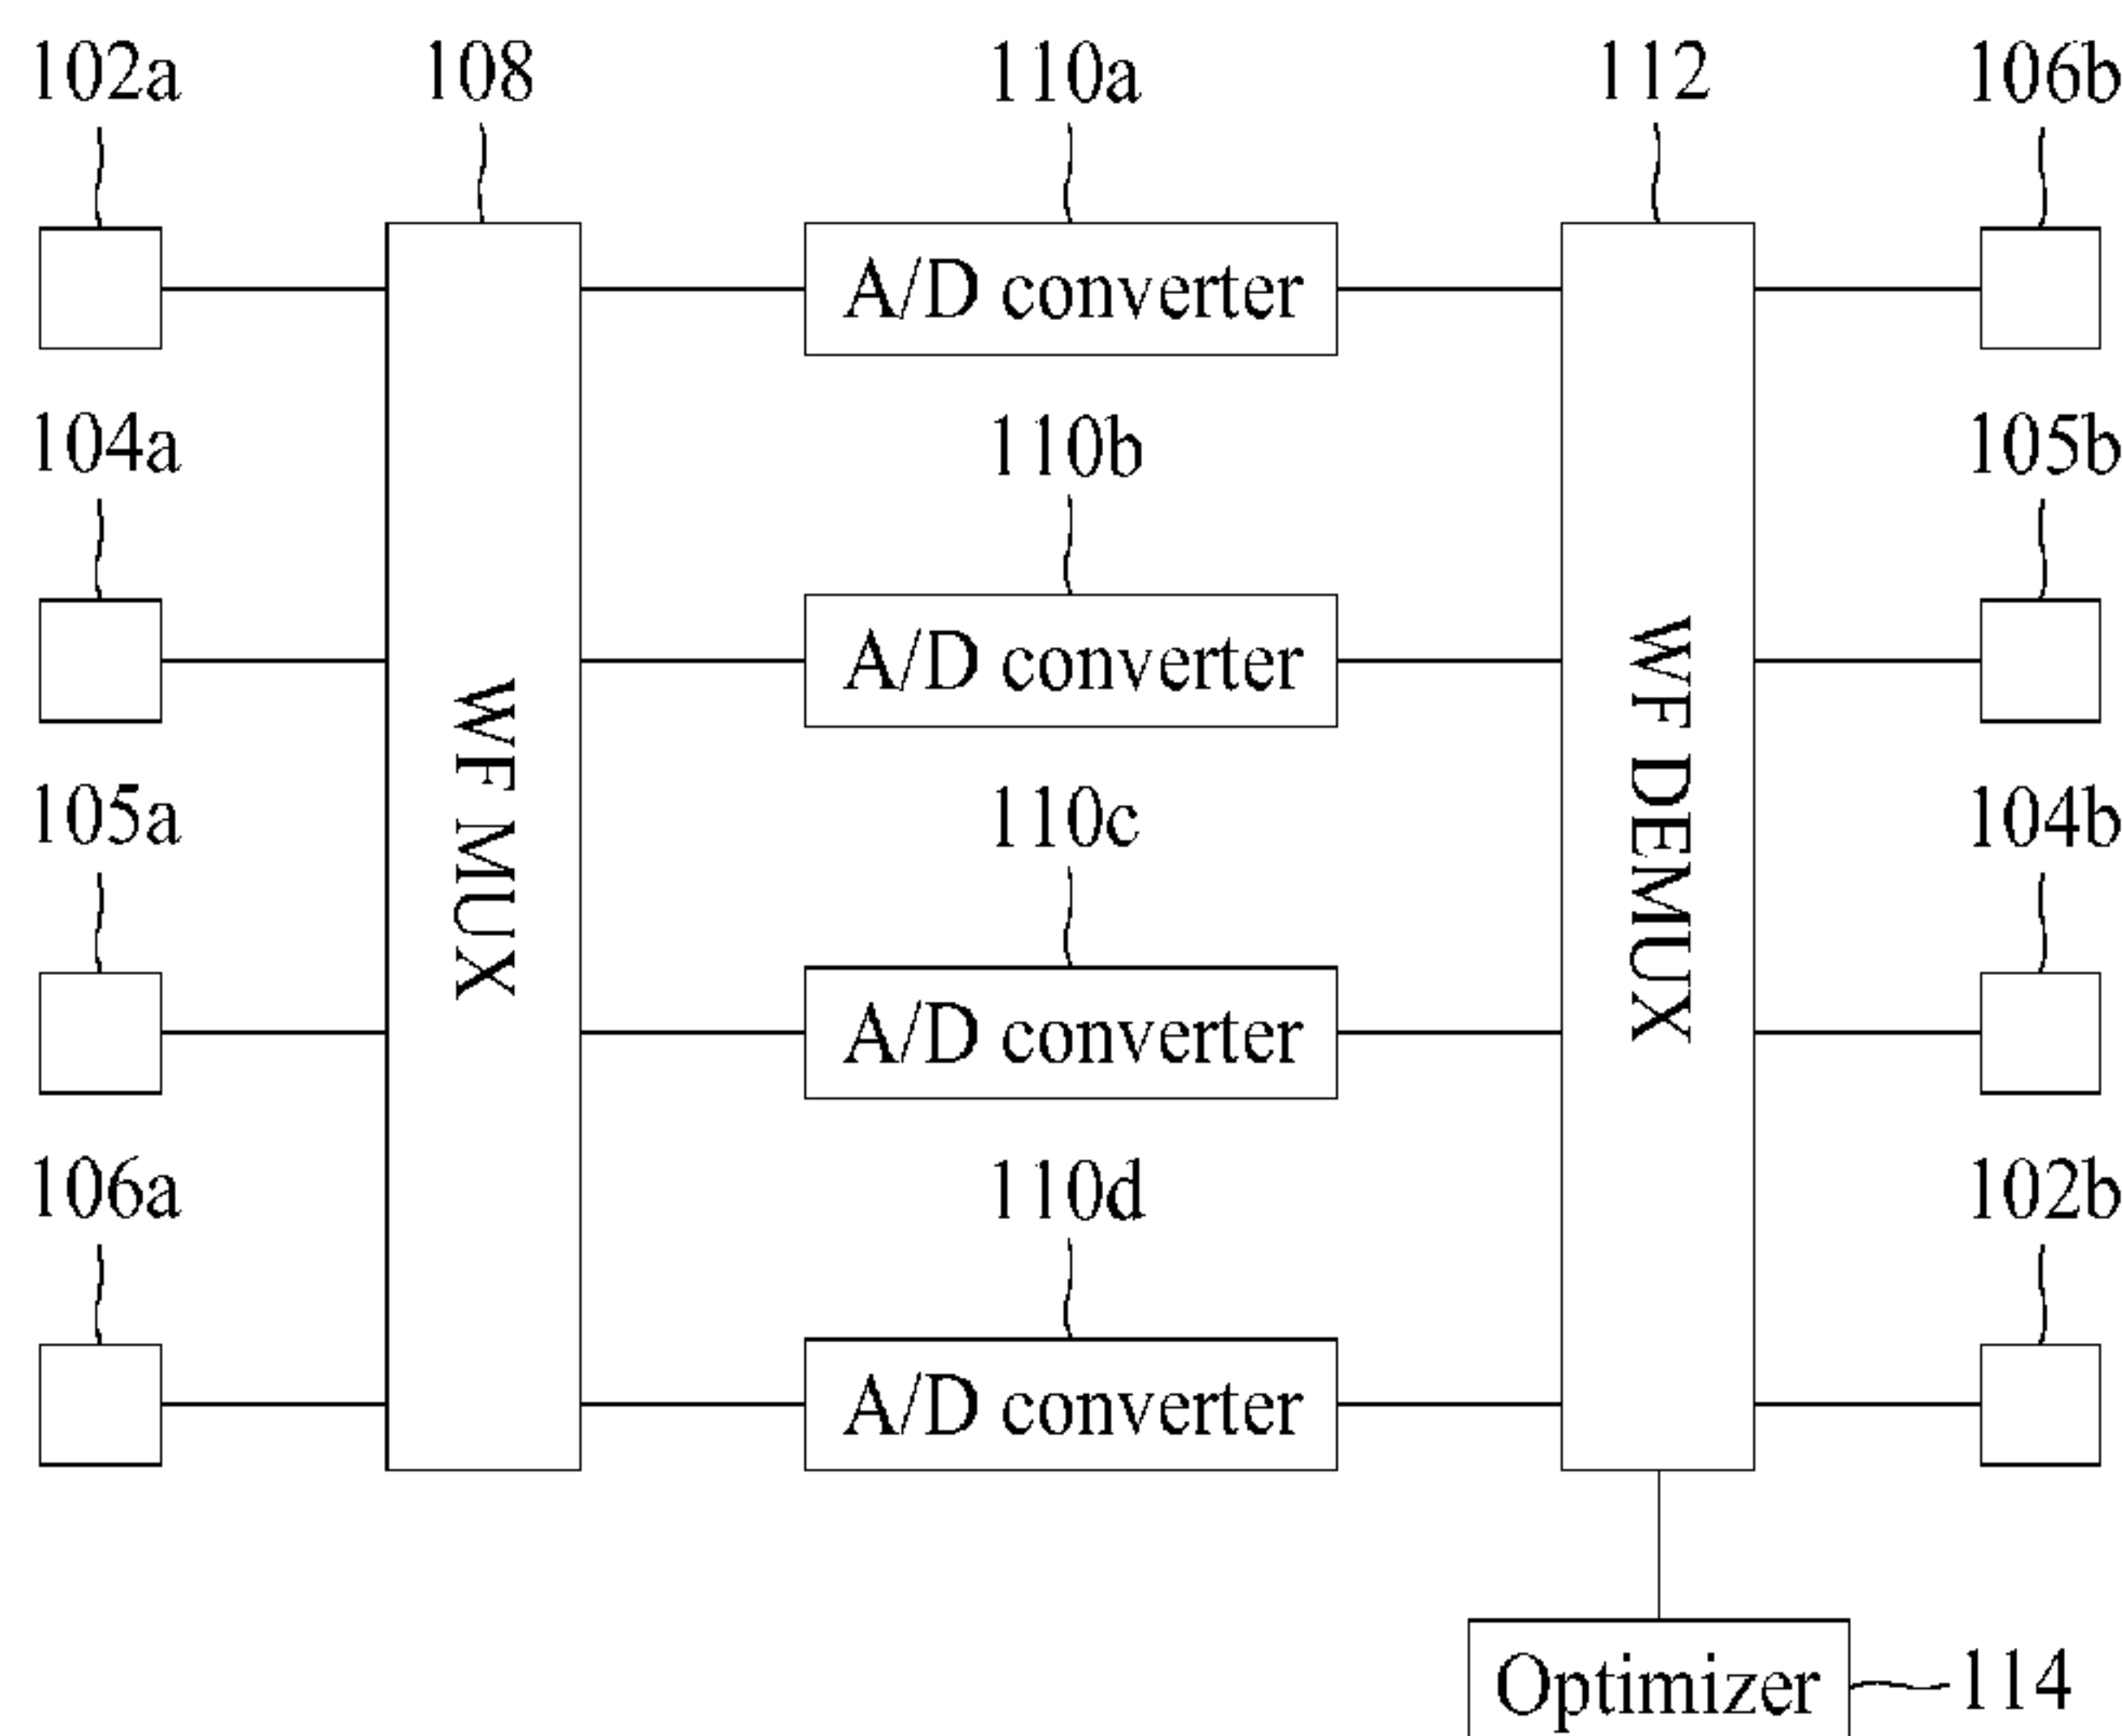 102a 108 110a 112 106b
A/D converter
104a 110b 105b
A/D converter
WF MUX
WF DEMUX
105a 110c 104b
A/D converter
106a 110d 102b
A/D converter
Optimizer 114